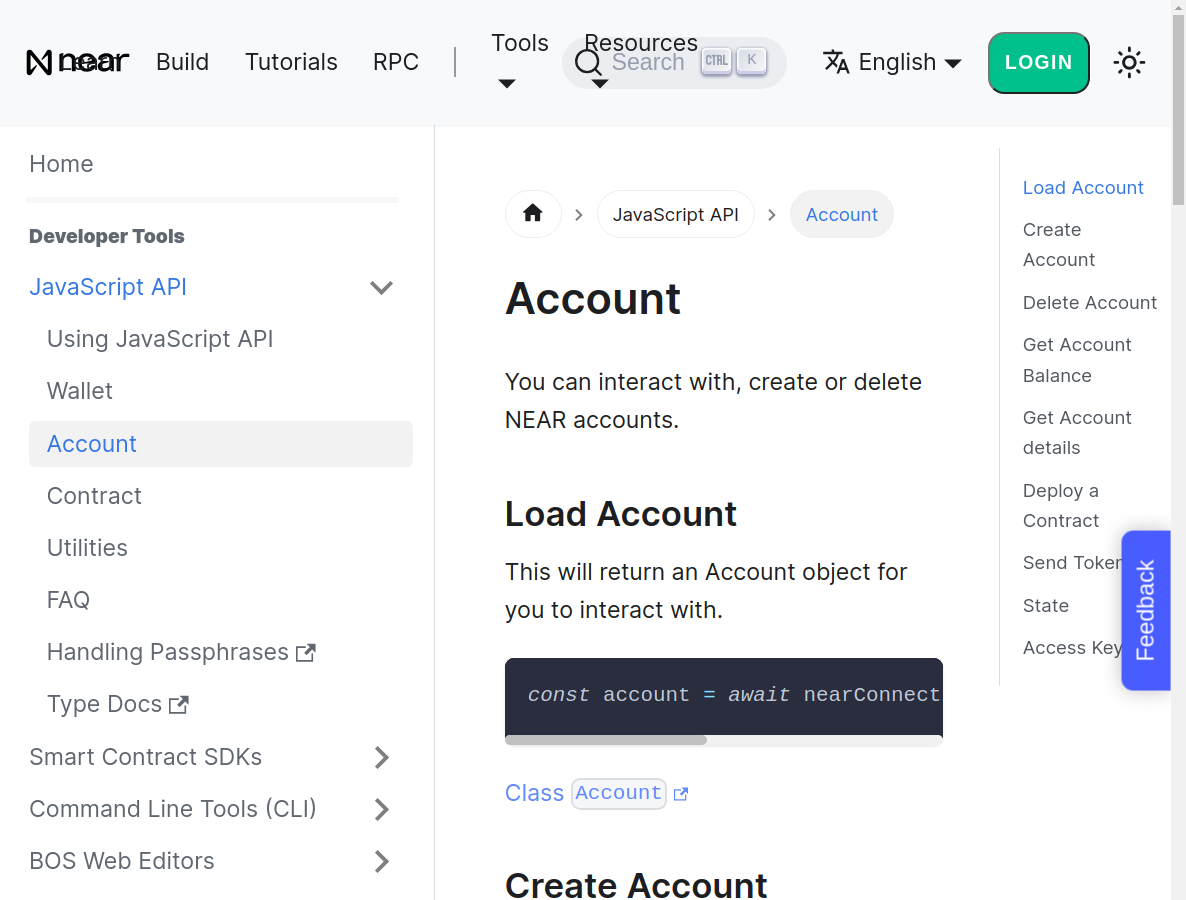 near
Learn
Build
Tutorials
RPC
Tools
Resources
Search
CTRL
K
English
LOGIN
Home
Developer Tools
JavaScript API
Using JavaScript API
Wallet
Account
Contract
Utilities
FAQ
Handling Passphrases
Type Docs
Smart Contract SDKs
Command Line Tools (CLI)
BOS Web Editors
JavaScript API
Account
Account
You can interact with, create or delete
NEAR accounts.
Load Account
This will return an Account object for
you to interact with.
const account = await nearConnect
Class Account
Create Account
Load Account
Create
Account
Delete Account
Get Account
Balance
Get Account
details
Deploy a
Contract
Send Token
State
Access Key
Feedback